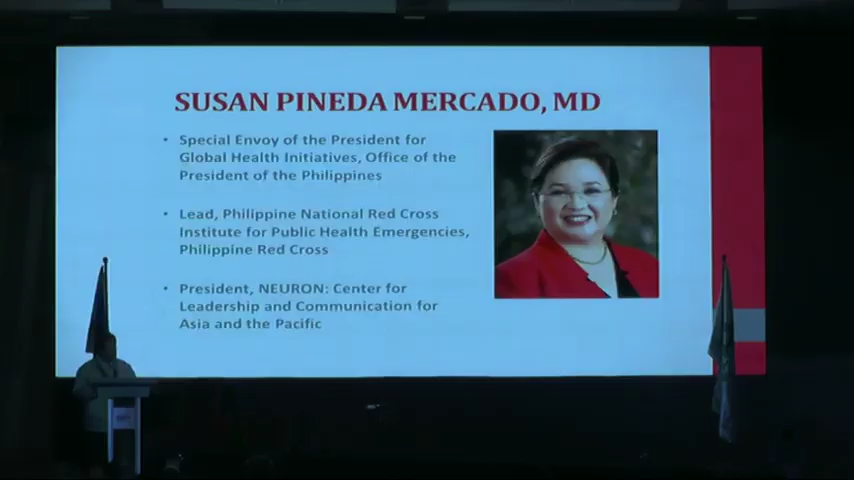 SUSAN PINEDA MERCADO, MD
• Special Envoy of the President for
Global Health Initiatives, Office of the
President of the Philippines
• Lead, Philippine National Red Cross
Institute for Public Health Emergencies,
Philippine Red Cross
• President, NEURON: Center for
Leadership and Communication for
Asia and the Pacific